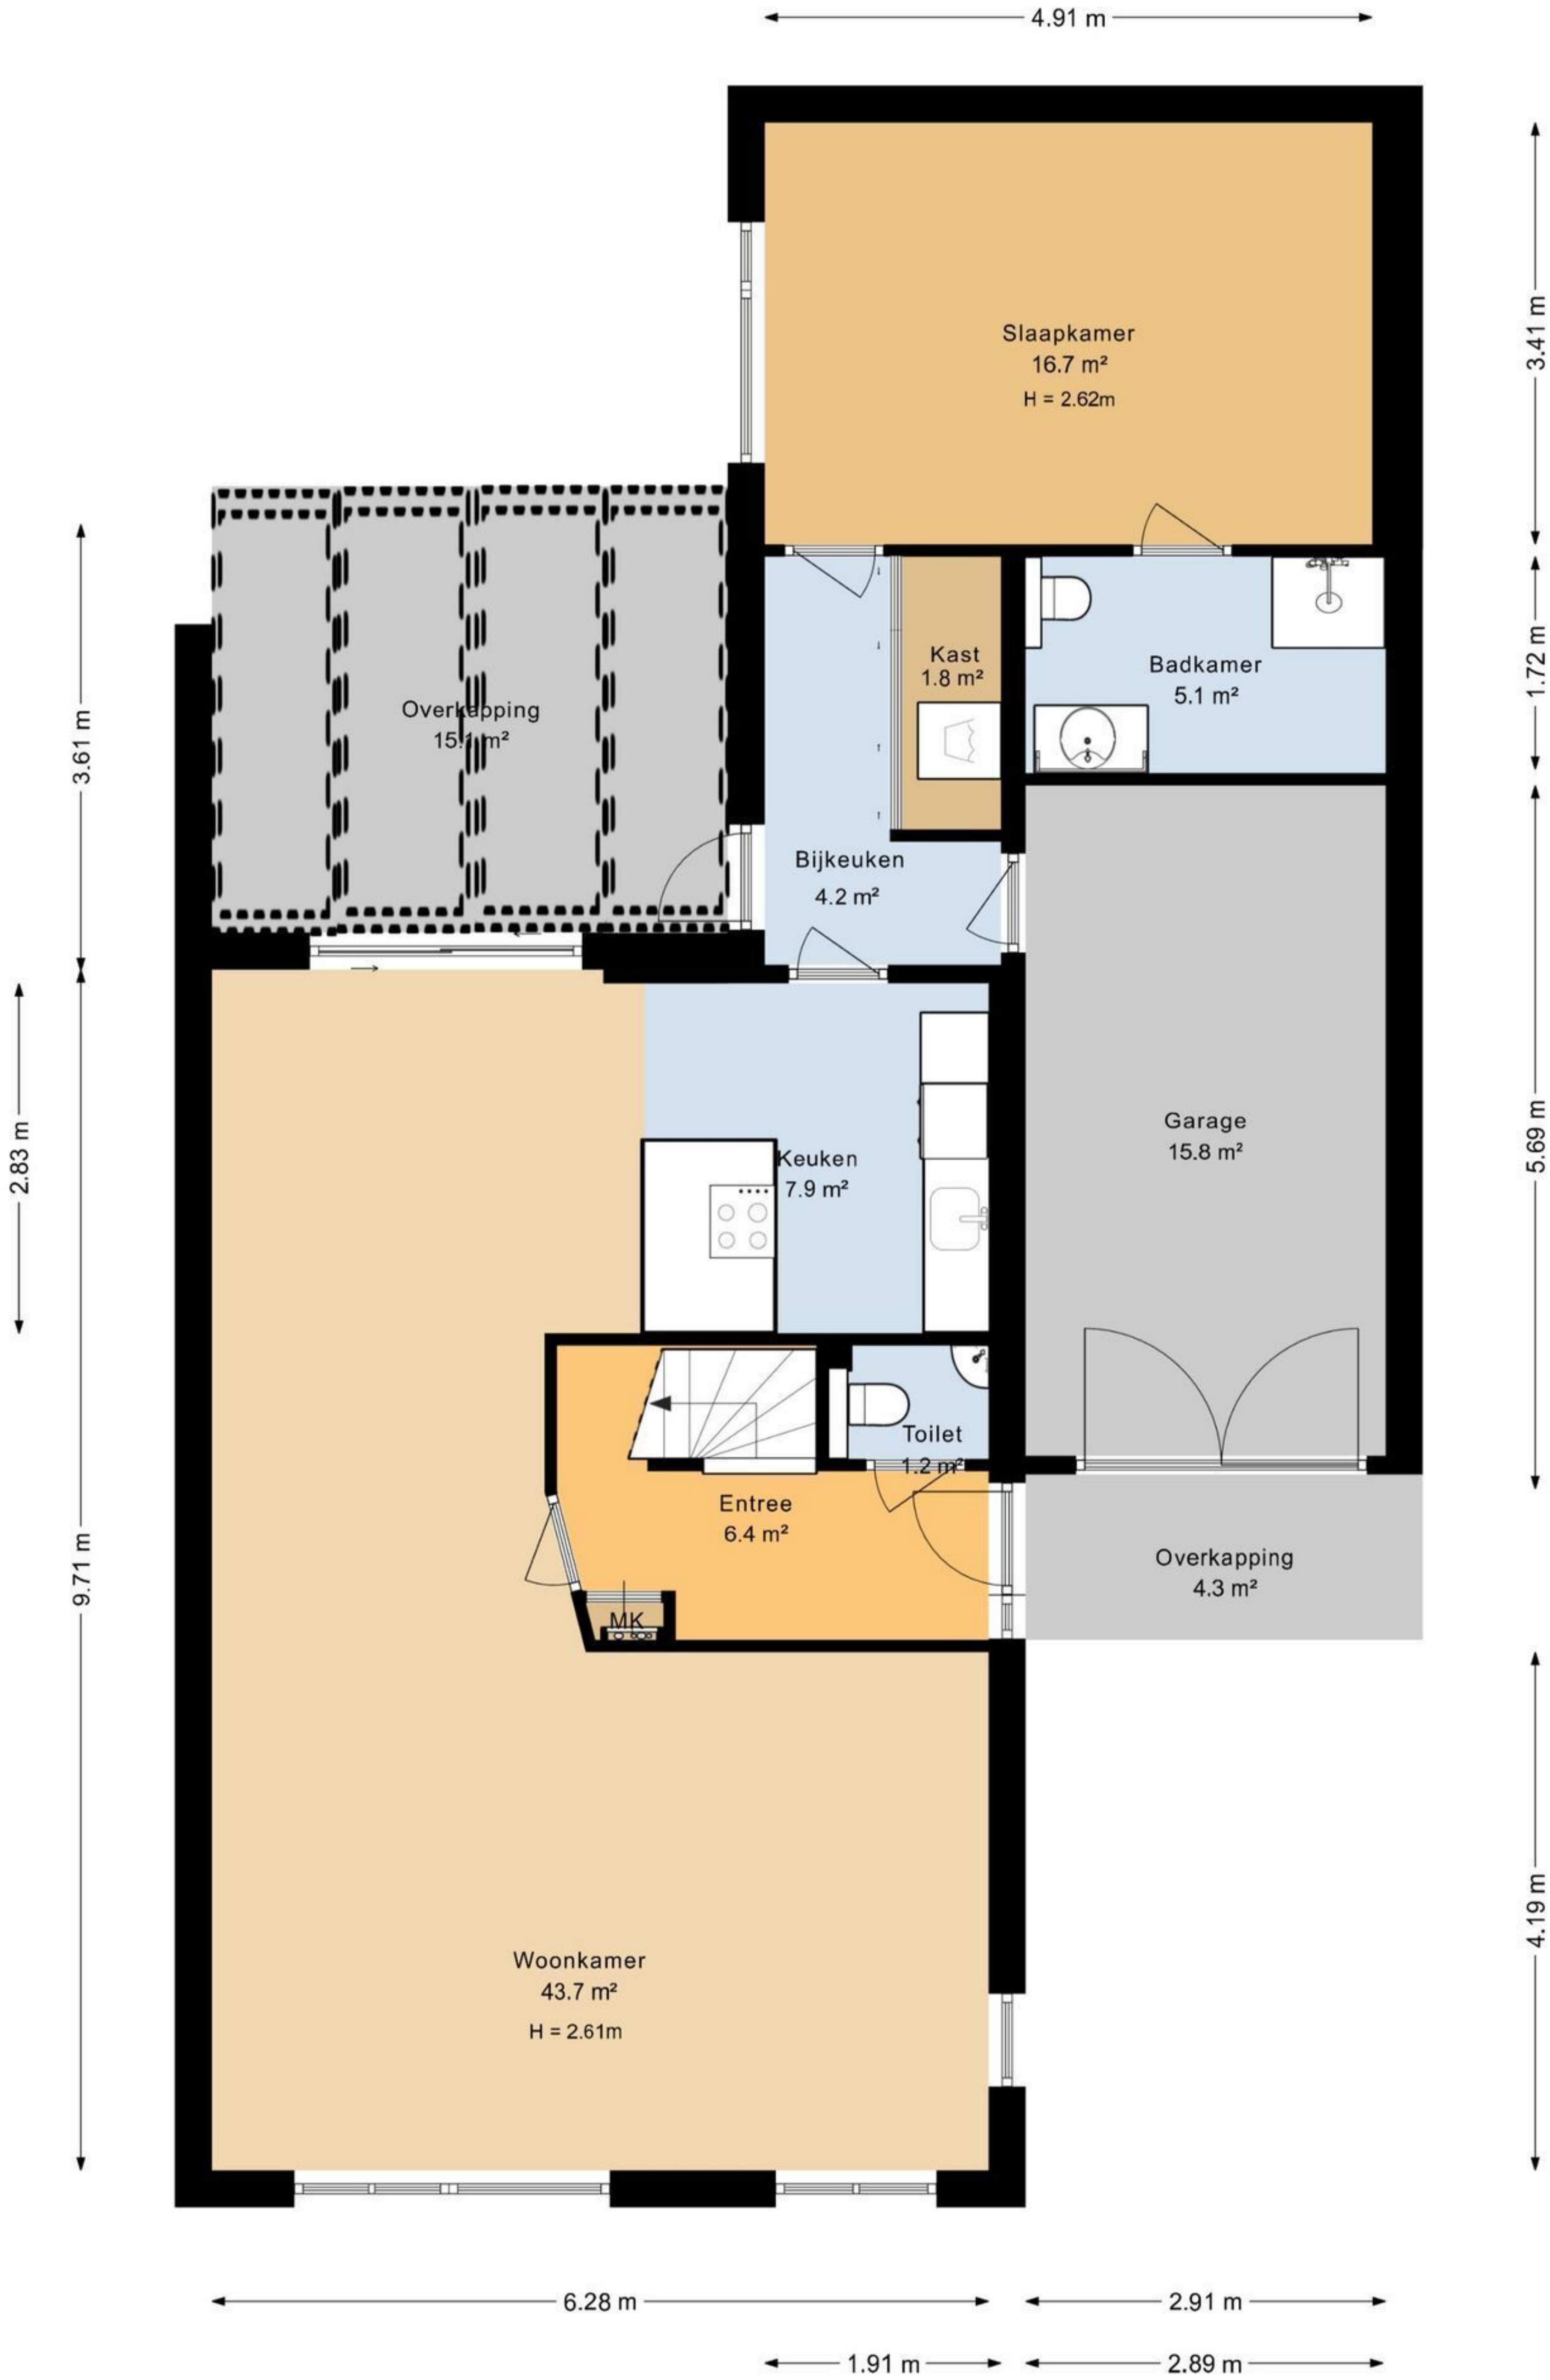 4.91 m
Slaapkamer
16.7 m²
H = 2.62m
3.41 m
Kast
1.8 m²
Badkamer
5.1 m²
1.72 m
Overkapping
15.1 m²
3.61 m
Bijkeuken
4.2 m²
Keuken
7.9 m²
2.83 m
Garage
15.8 m²
5.69 m
Toilet
1.2 m²
Entree
6.4 m²
MK
Overkapping
4.3 m²
9.71 m
Woonkamer
43.7 m²
H = 2.61m
4.19 m
6.28 m
2.91 m
1.91 m
2.89 m